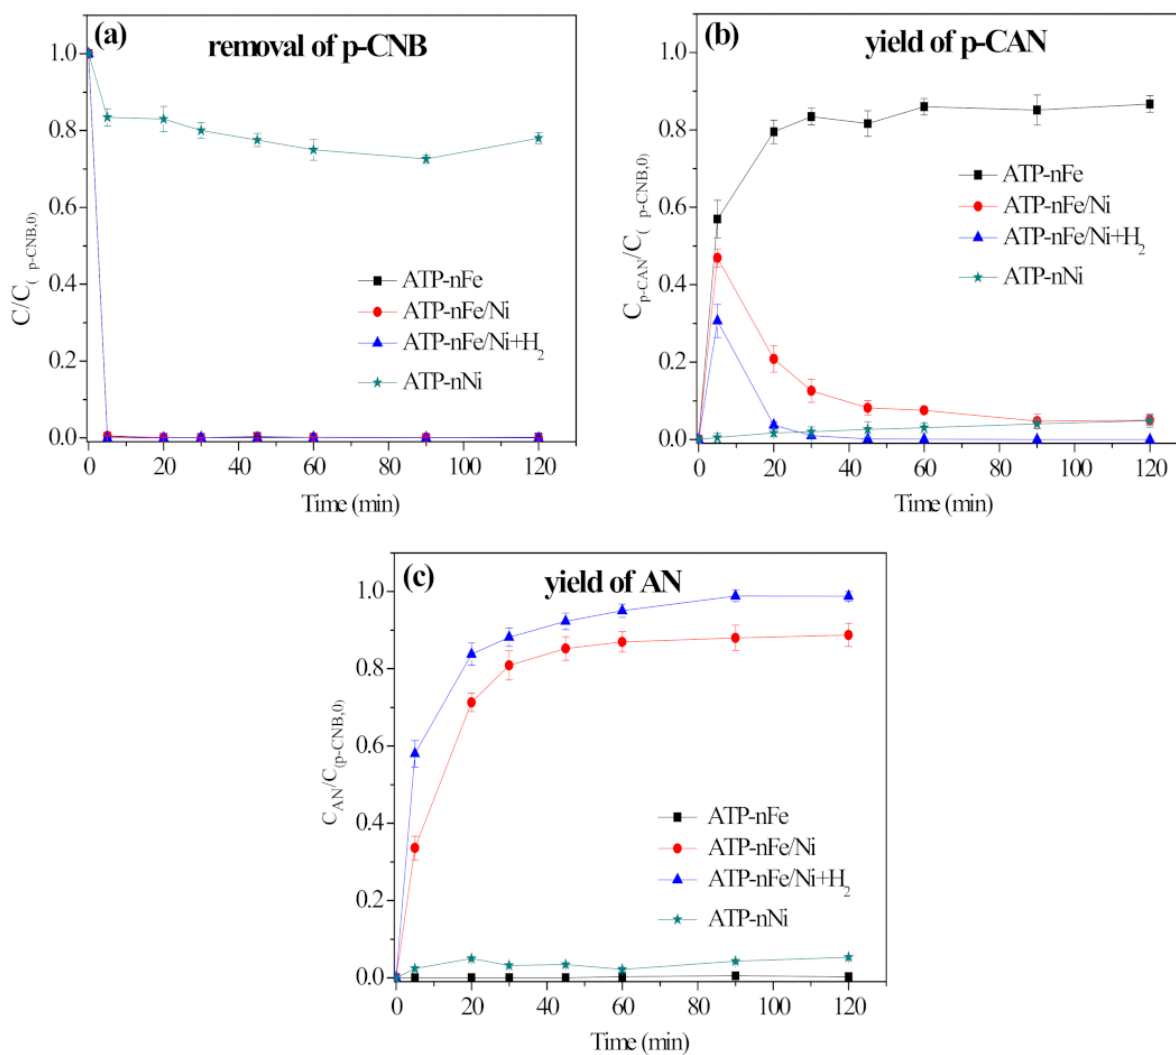 (a) removal of p-CNB
1.0
0.8
0.6
0.4
0.2
0.0
C/C( p-CNB,0)
ATP-nFe
ATP-nFe/Ni
ATP-nFe/Ni+H2
ATP-nNi
0 20 40 60 80 100 120
Time (min)
(b) yield of p-CAN
1.0
0.8
0.6
0.4
0.2
0.0
Cp-CAN/C( p-CNB,0)
ATP-nFe
ATP-nFe/Ni
ATP-nFe/Ni+H2
ATP-nNi
0 20 40 60 80 100 120
Time (min)
(c) yield of AN
1.0
0.8
0.6
0.4
0.2
0.0
CAN/C(p-CNB,0)
ATP-nFe
ATP-nFe/Ni
ATP-nFe/Ni+H2
ATP-nNi
0 20 40 60 80 100 120
Time (min)